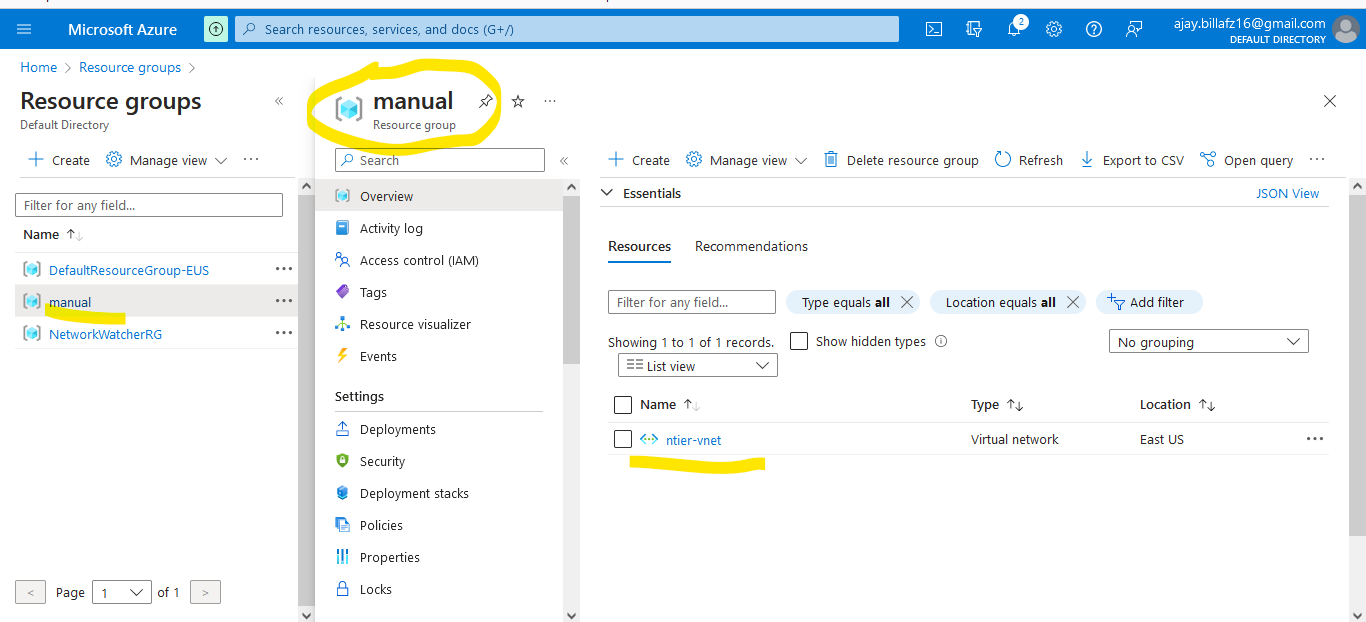 Microsoft Azure
Search resources, services, and docs (G+/)
2
ajay.billafz16@gmail.com
DEFAULT DIRECTORY
Home > Resource groups >
Resource groups
Default Directory
«
+ Create Manage view ...
Filter for any field...
Name ↑↓
DefaultResourceGroup-EUS ...
manual ...
NetworkWatcherRG ...
< Page 1 of 1 >
manual ...
Resource group
Search «
Overview
Activity log
Access control (IAM)
Tags
Resource visualizer
Events
Settings
Deployments
Security
Deployment stacks
Policies
Properties
Locks
+ Create Manage view Delete resource group Refresh Export to CSV Open query ...
Essentials JSON View
Resources Recommendations
Filter for any field... Type equals all Location equals all Add filter
Showing 1 to 1 of 1 records. Show hidden types No grouping
List view
Name ↑↓ Type ↑↓ Location ↑↓
ntier-vnet Virtual network East US ...